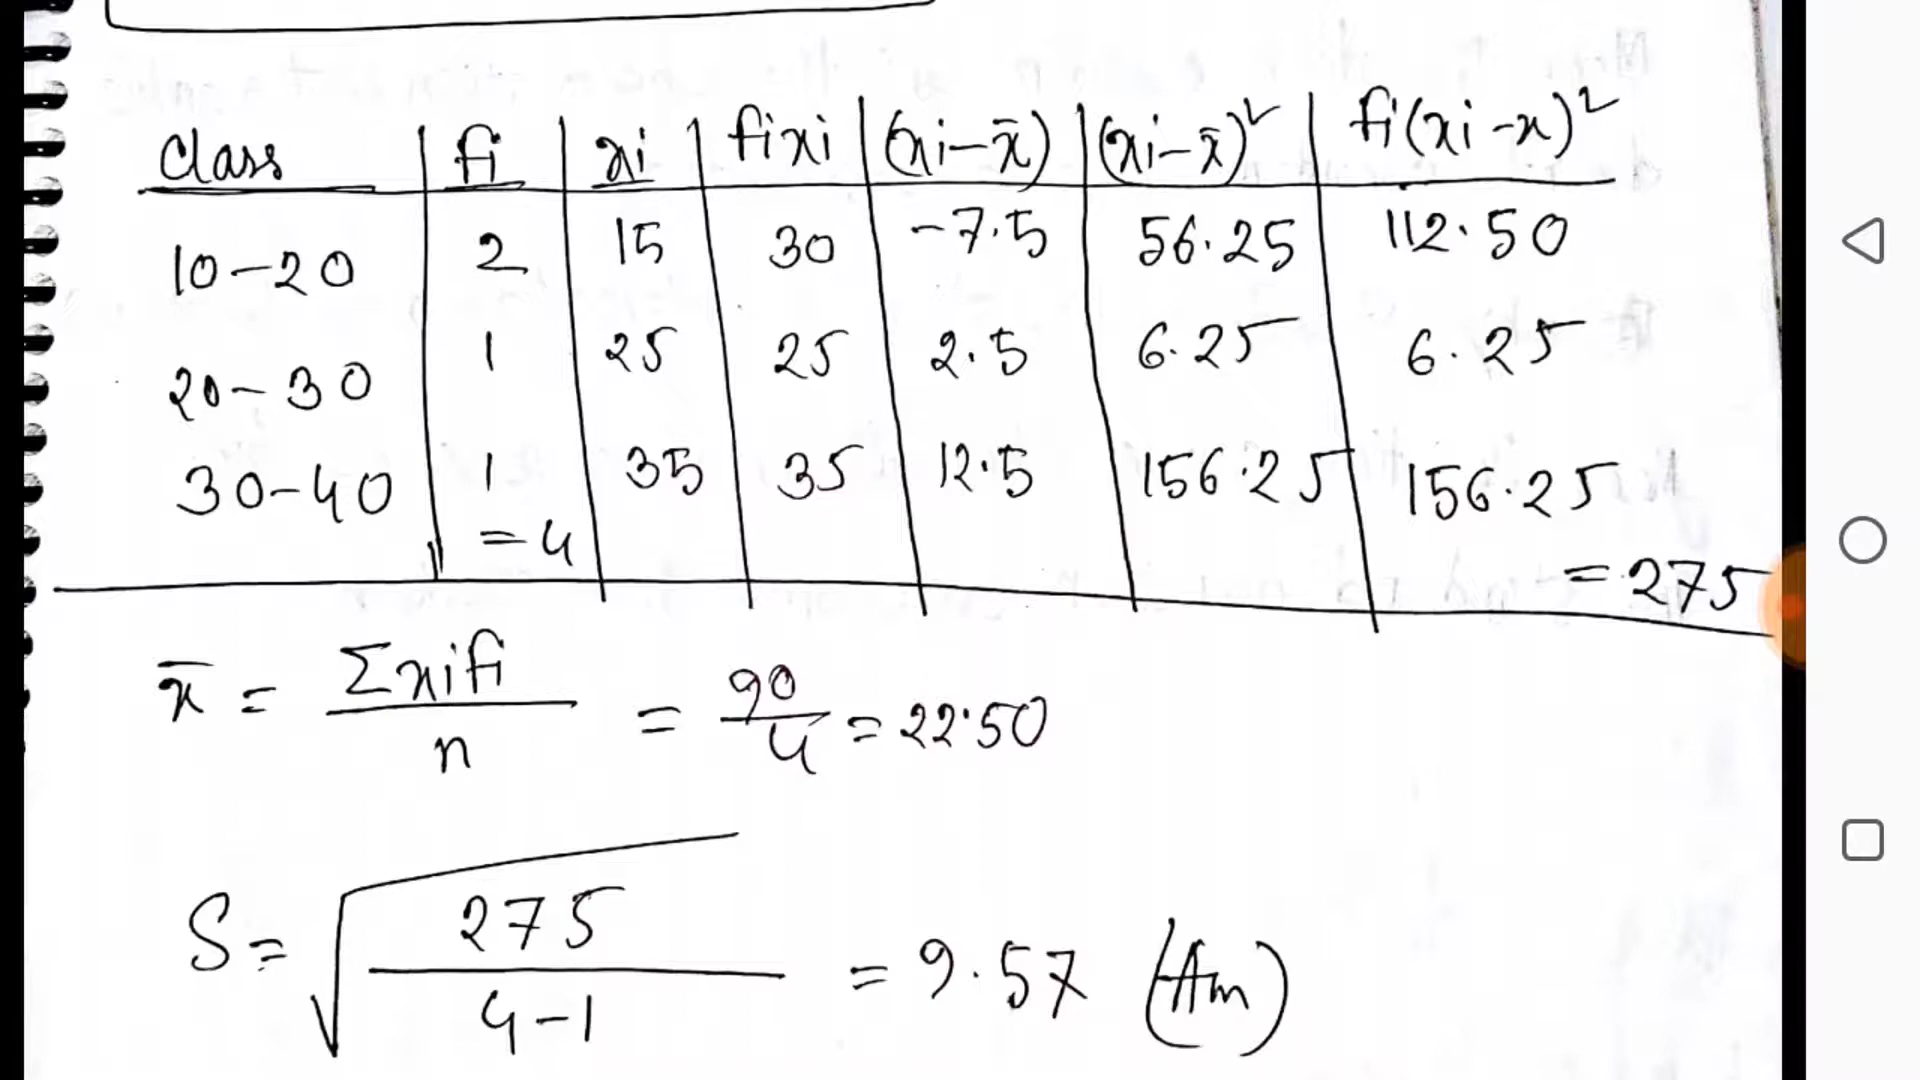 class | fi | xi | fixi | (xi-x̄) | (xi-x̄)² | fi(xi-x)²
10-20 2 15 30 -7.5 56.25 112.50
20-30 1 25 25 2.5 6.25 6.25
30-40 1 35 35 12.5 156.25 156.25
=4 =275
x̄ = Σxifi/n = 90/4 = 22.50
S = √(275/(4-1)) = 9.57 (Am)